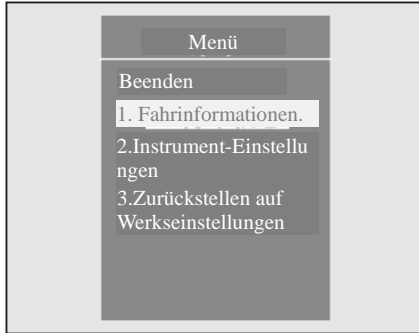 Menü
Beenden
1. Fahrinformationen.
2.Instrument-Einstellu
ngen
3.Zurückstellen auf
Werkseinstellungen